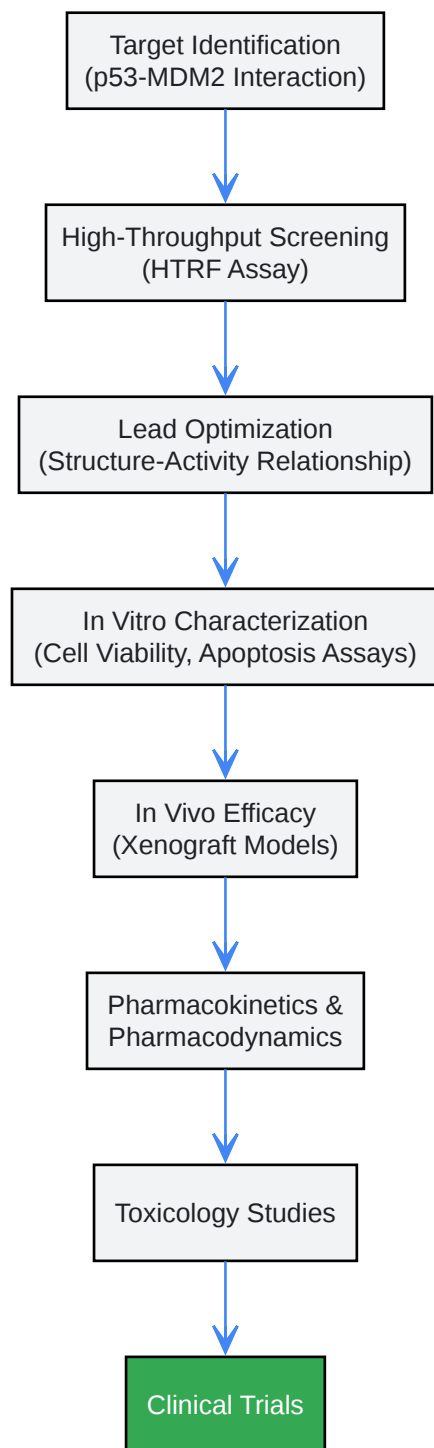 Target Identification
(p53-MDM2 Interaction)
High-Throughput Screening
(HTRF Assay)
Lead Optimization
(Structure-Activity Relationship)
In Vitro Characterization
(Cell Viability, Apoptosis Assays)
In Vivo Efficacy
(Xenograft Models)
Pharmacokinetics &
Pharmacodynamics
Toxicology Studies
Clinical Trials